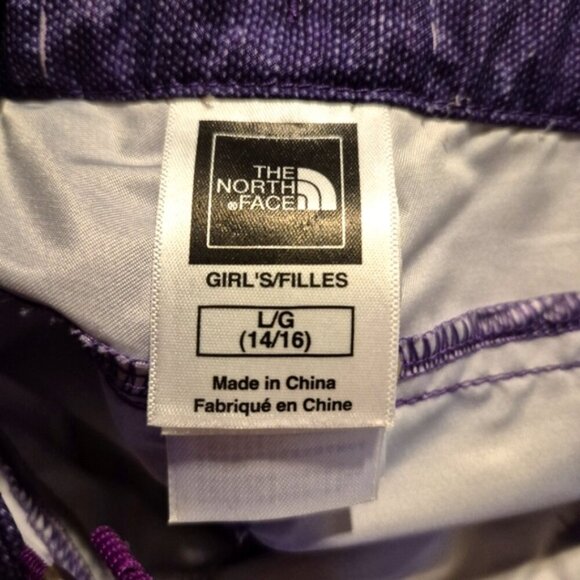 THE
NORTH
®FACE
GIRL'S/FILLES
L/G
(14/16)
Made in China
Fabriqué en Chine